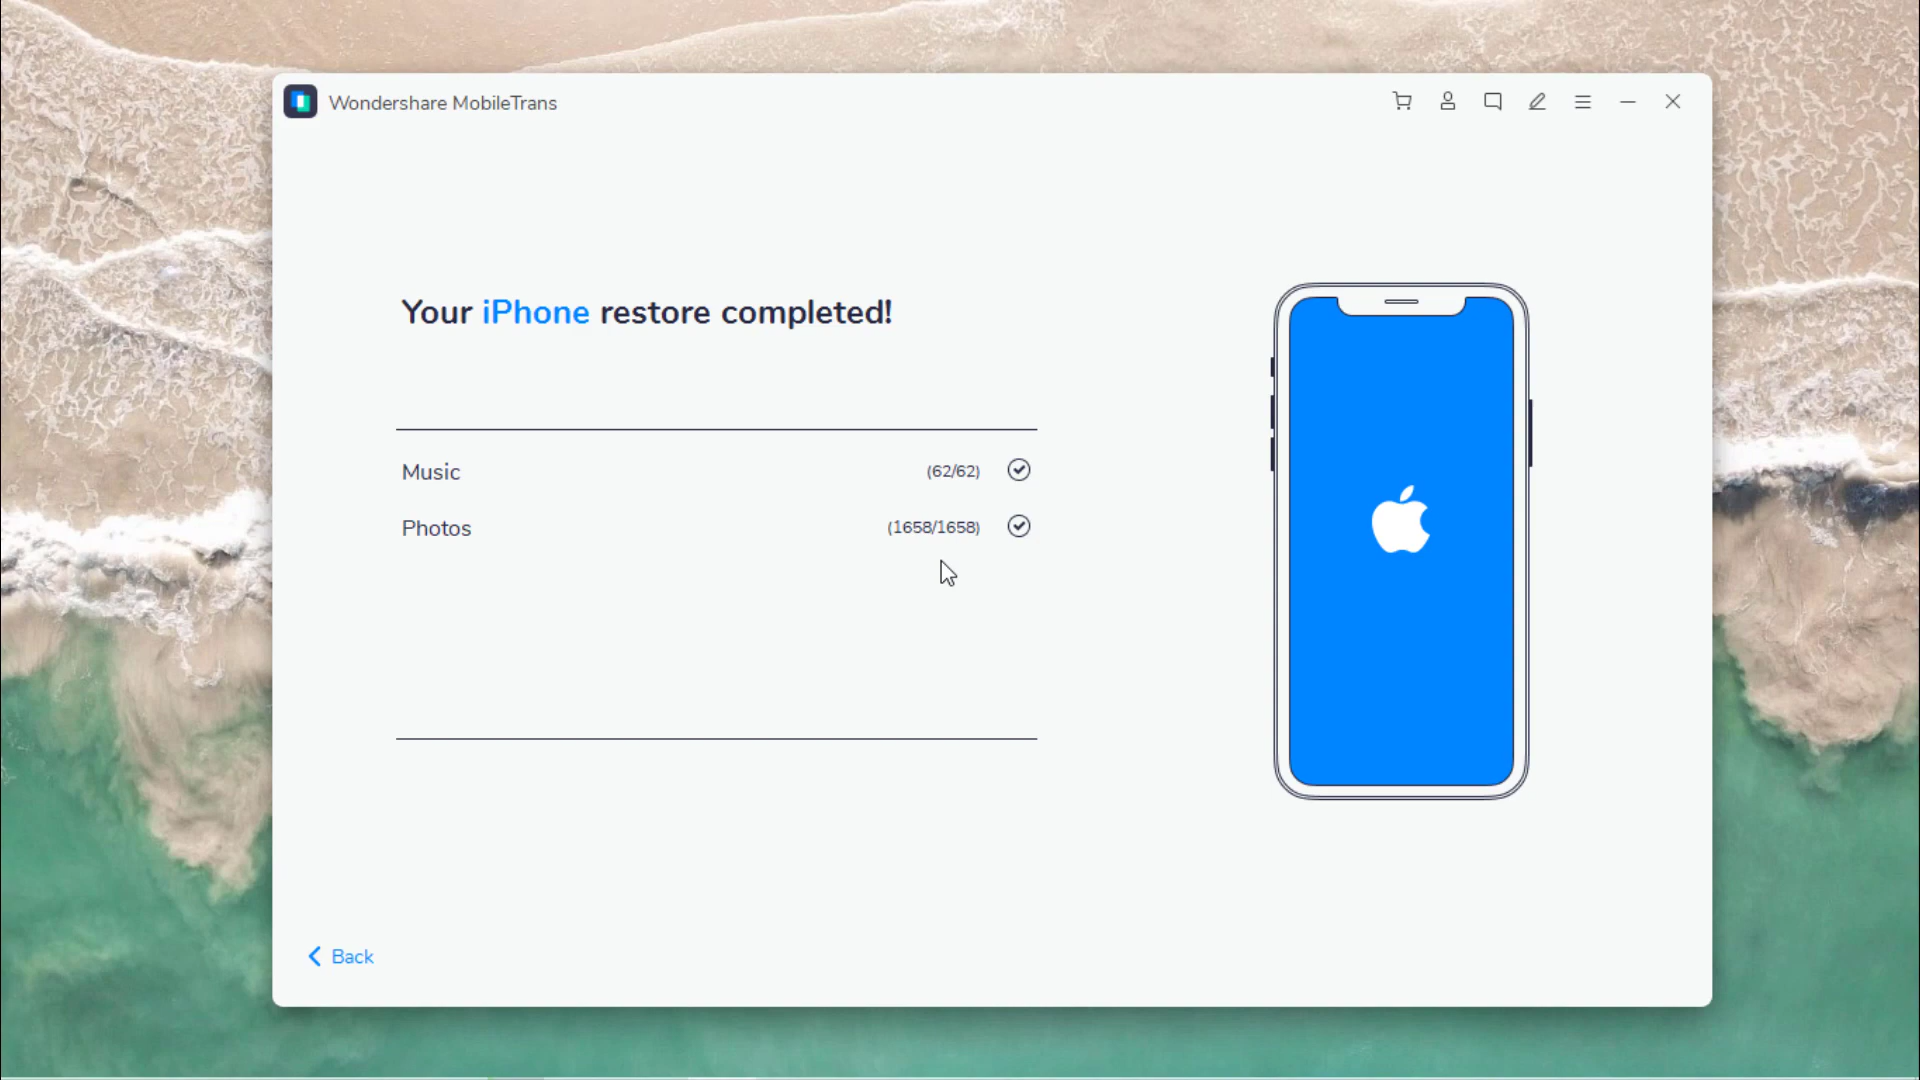 Wondershare MobileTrans
Your iPhone restore completed!
Music (62/62)
Photos (1658/1658)
Back